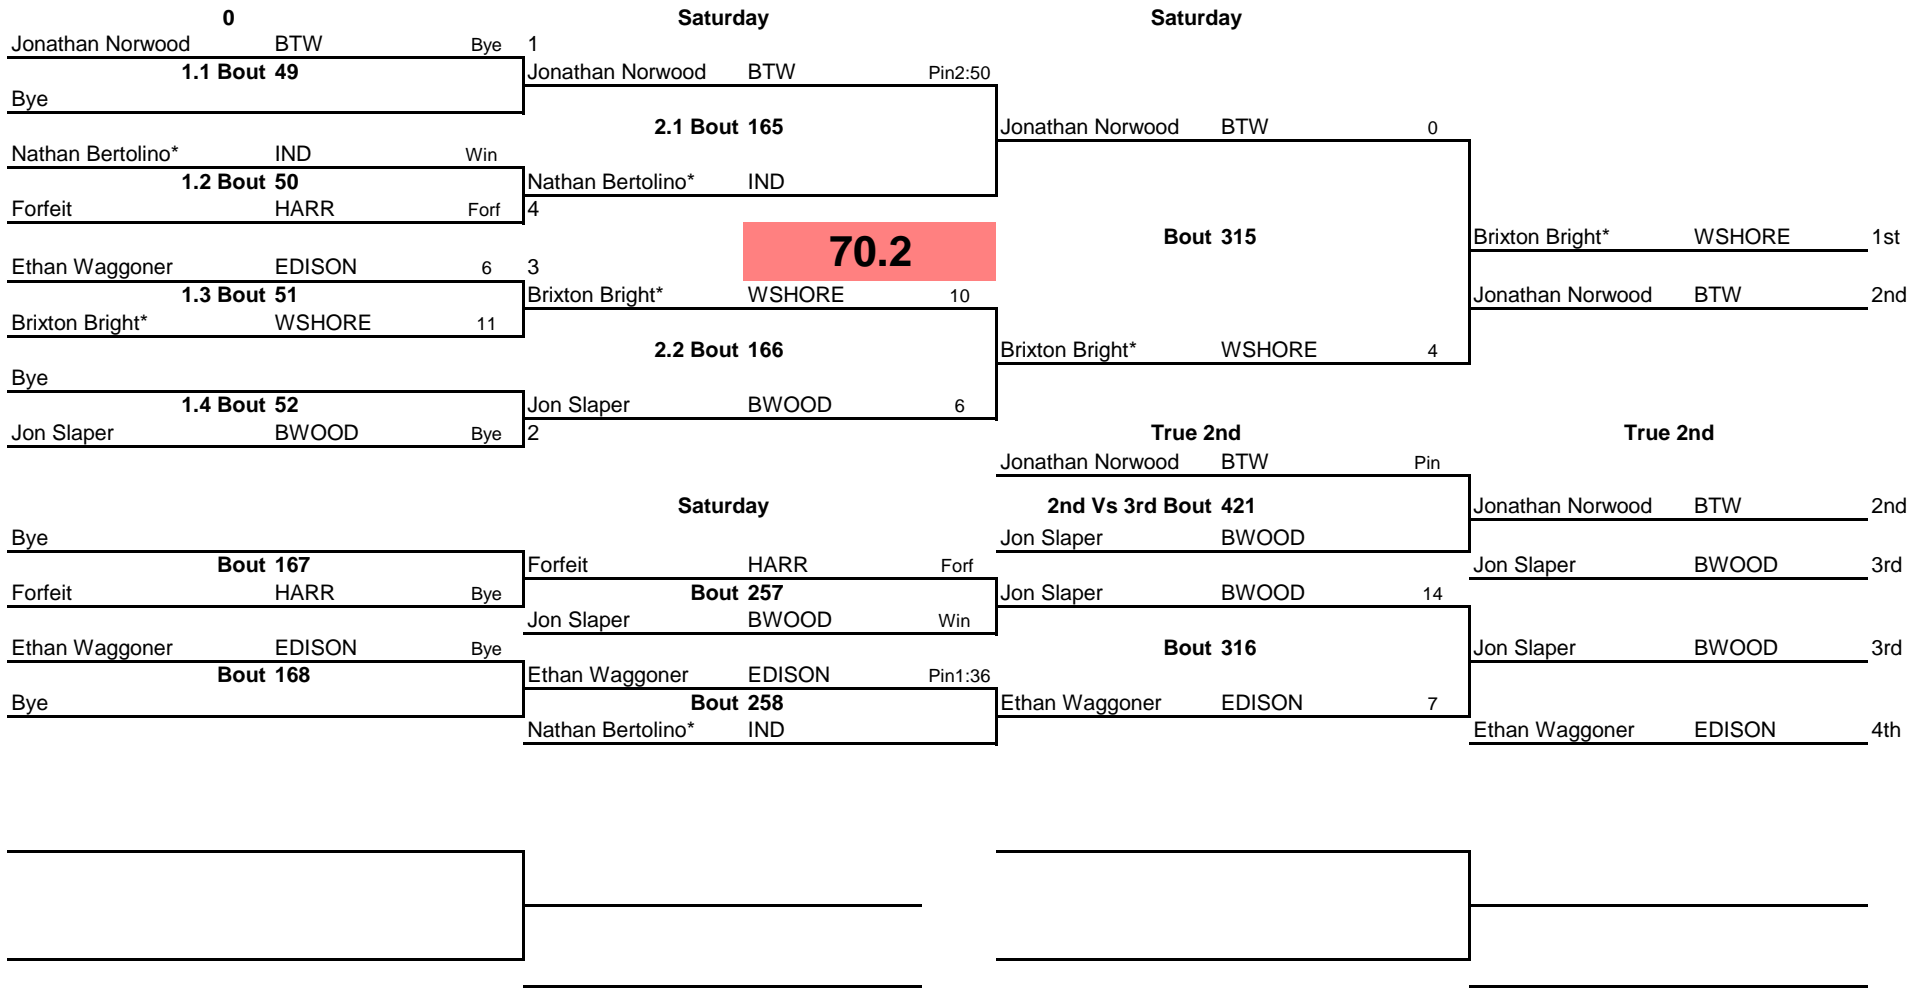 0 Saturday Saturday
Jonathan Norwood BTW Bye 1
1.1 Bout 49 Jonathan Norwood BTW Pin2:50
Bye
2.1 Bout 165 Jonathan Norwood BTW 0
Nathan Bertolino* IND Win
1.2 Bout 50 Nathan Bertolino* IND
Forfeit HARR Forf 4
70.2 Bout 315 Brixton Bright* WSHORE 1st
Ethan Waggoner EDISON 6 3
1.3 Bout 51 Brixton Bright* WSHORE 10 Jonathan Norwood BTW 2nd
Brixton Bright* WSHORE 11
2.2 Bout 166 Brixton Bright* WSHORE 4
Bye
1.4 Bout 52 Jon Slaper BWOOD 6
Jon Slaper BWOOD Bye 2 True 2nd True 2nd
Jonathan Norwood BTW Pin
Saturday 2nd Vs 3rd Bout 421 Jonathan Norwood BTW 2nd
Bye Jon Slaper BWOOD
Bout 167 Forfeit HARR Forf Jon Slaper BWOOD 3rd
Forfeit HARR Bye Bout 257 Jon Slaper BWOOD 14
Jon Slaper BWOOD Win
Ethan Waggoner EDISON Bye Bout 316 Jon Slaper BWOOD 3rd
Bout 168 Ethan Waggoner EDISON Pin1:36
Bye Bout 258 Ethan Waggoner EDISON 7
Nathan Bertolino* IND Ethan Waggoner EDISON 4th